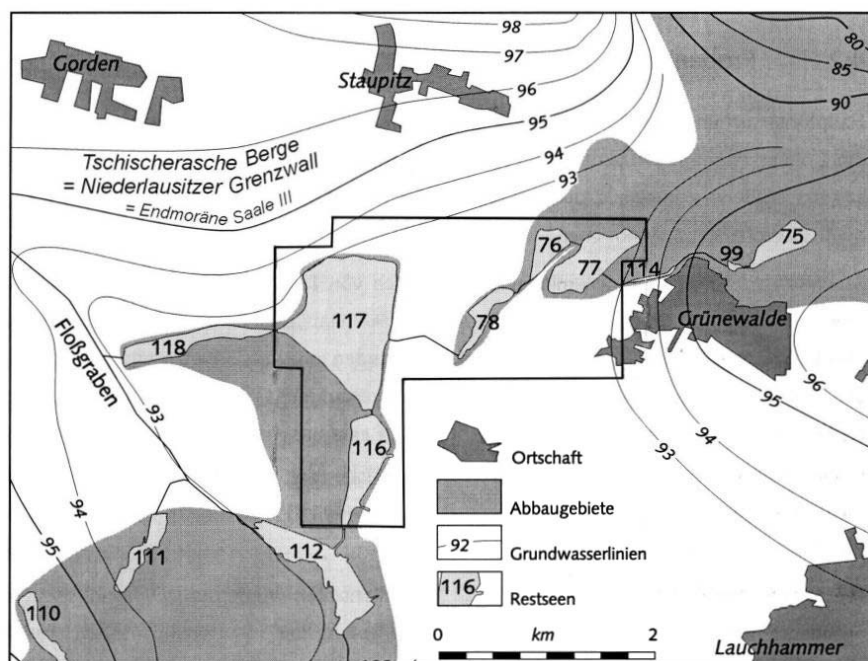 98
97
96
95
94
93
80
85
90
Gorden
Staupitz
Tschischerasche Berge
= Niederlausitzer Grenzwall
= Endmoräne Saale III
76
77
114
99
75
78
117
118
Floßgraben
Grünewalde
96
95
94
93
93
94
95
116
111
112
110
Ortschaft
Abbaugebiete
92 Grundwasserlinien
116 Restseen
0 km 2
Lauchhammer